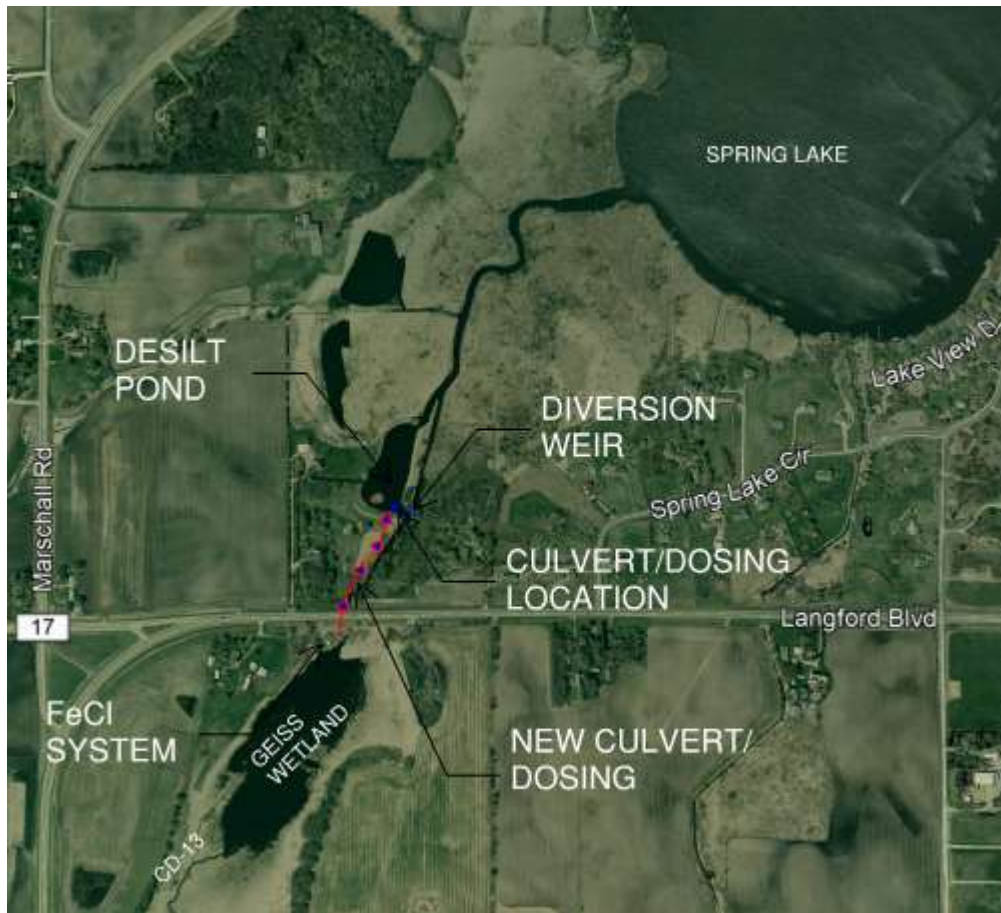 SPRING LAKE
DESILT
POND
Lake View D
DIVERSION
WEIR
Marschall Rd
Spring Lake Cir
CULVERT/DOSING
LOCATION
17
Langford Blvd
FeCl
SYSTEM
GEISS
WETLAND
NEW CULVERT/
DOSING
CD-13